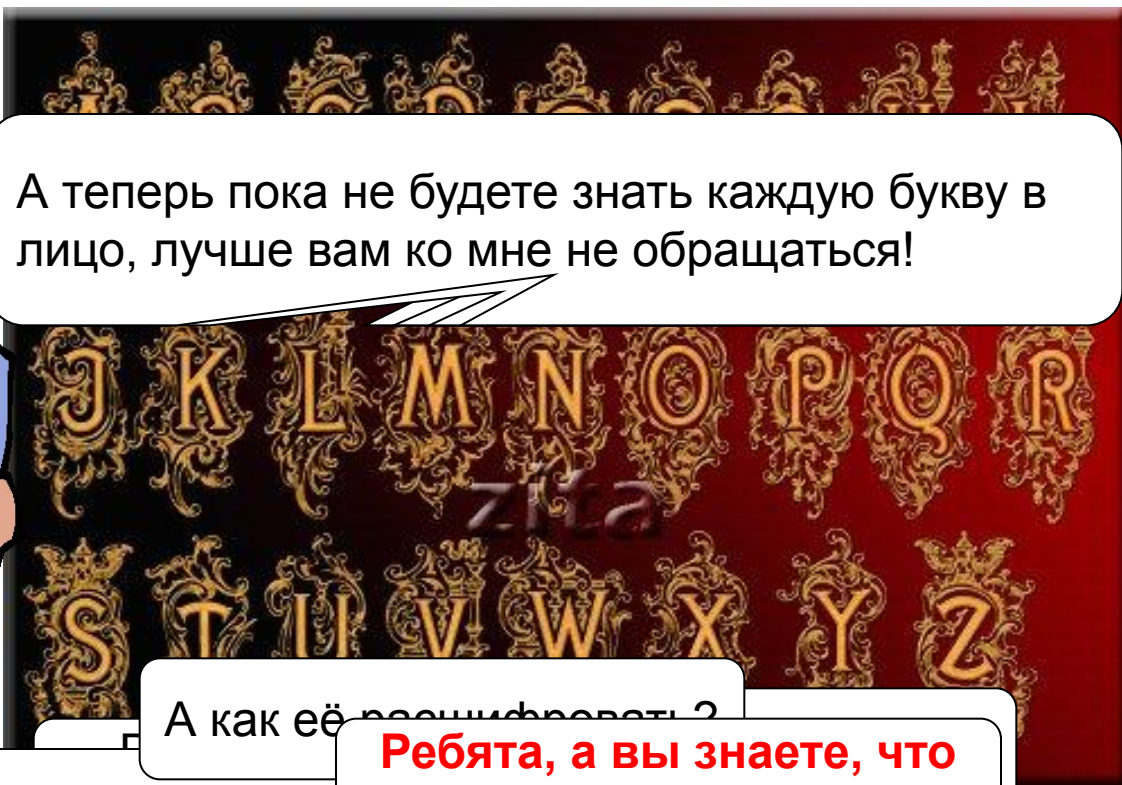 А теперь пока не будете знать каждую букву в
лицо, лучше вам ко мне не обращаться!
J K L M N O P Q R
zita
S T U V W X Y Z
А как её расшифровать?
Ребята, а вы знаете, что